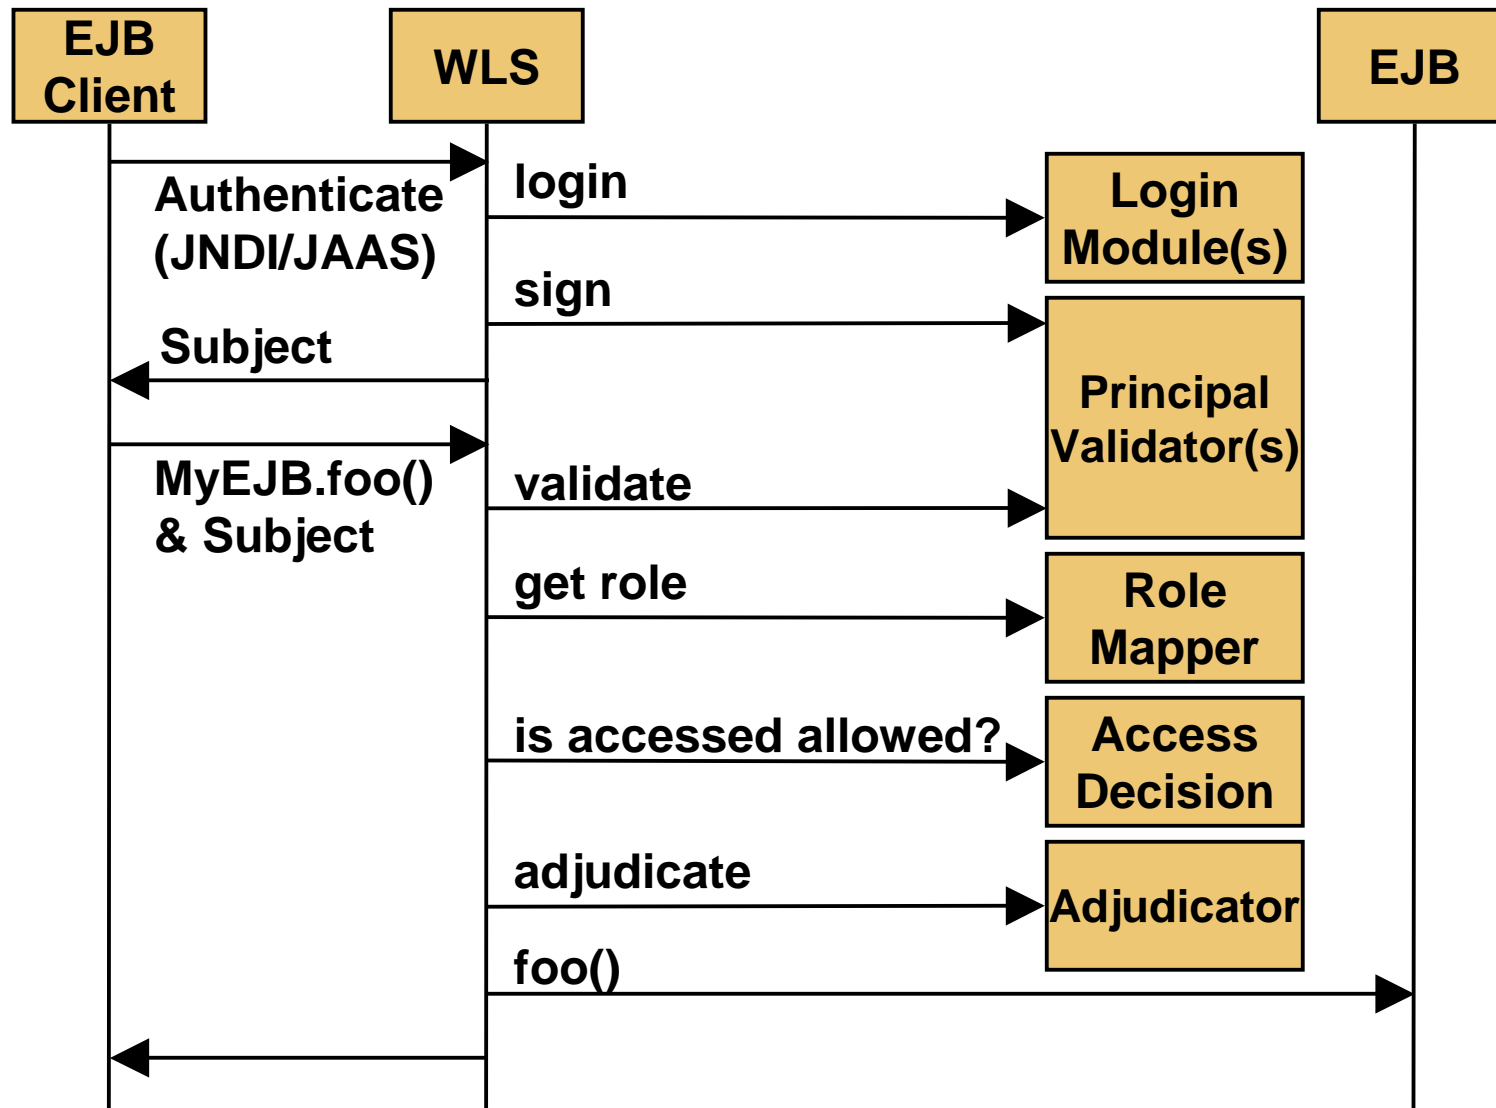 EJB
Client
WLS
EJB
Authenticate
(JNDI/JAAS)
login
Login
Module(s)
sign
Subject
Principal
Validator(s)
MyEJB.foo()
& Subject
validate
get role
Role
Mapper
is accessed allowed?
Access
Decision
adjudicate
Adjudicator
foo()